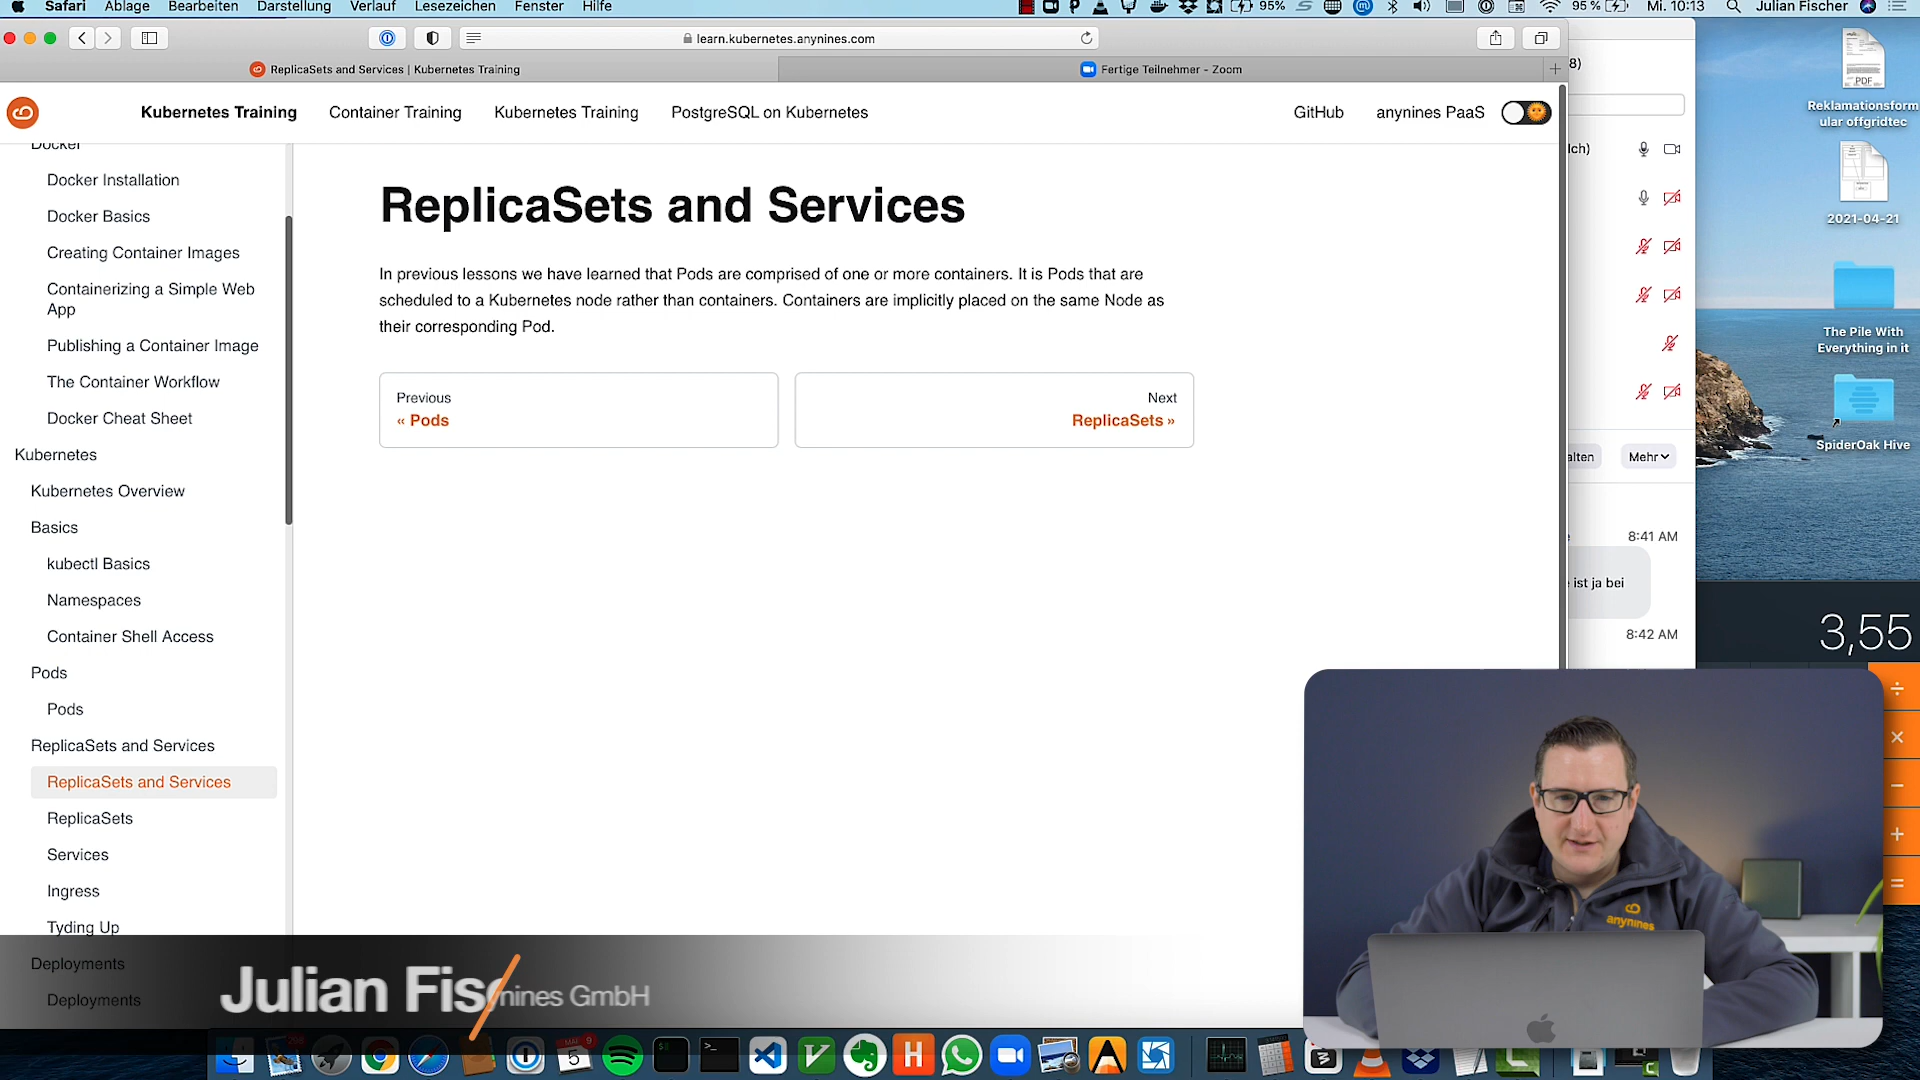 Safari Ablage Bearbeiten Darstellung Verlauf Lesezeichen Fenster Hilfe
95% 95 % Mi. 10:13 Julian Fischer
learn.kubernetes.anynines.com
ReplicaSets and Services | Kubernetes Training
Fertige Teilnehmer - Zoom
8)
Kubernetes Training Container Training Kubernetes Training PostgreSQL on Kubernetes GitHub anynines PaaS
Docker
Docker Installation
Docker Basics
Creating Container Images
Containerizing a Simple Web
App
Publishing a Container Image
The Container Workflow
Docker Cheat Sheet
Kubernetes
Kubernetes Overview
Basics
kubectl Basics
Namespaces
Container Shell Access
Pods
Pods
ReplicaSets and Services
ReplicaSets and Services
ReplicaSets
Services
Ingress
Tyding Up
Deployments
Deployments
ReplicaSets and Services
In previous lessons we have learned that Pods are comprised of one or more containers. It is Pods that are
scheduled to a Kubernetes node rather than containers. Containers are implicitly placed on the same Node as
their corresponding Pod.
Previous
« Pods
Next
ReplicaSets »
Ich)
alten
Mehr
8:41 AM
ist ja bei
8:42 AM
PDF
Reklamationsform
ular offgridtec
2021-04-21
The Pile With
Everything in it
SpiderOak Hive
3,55
÷
×
−
+
=
anynines
Julian Fis
nines GmbH
5